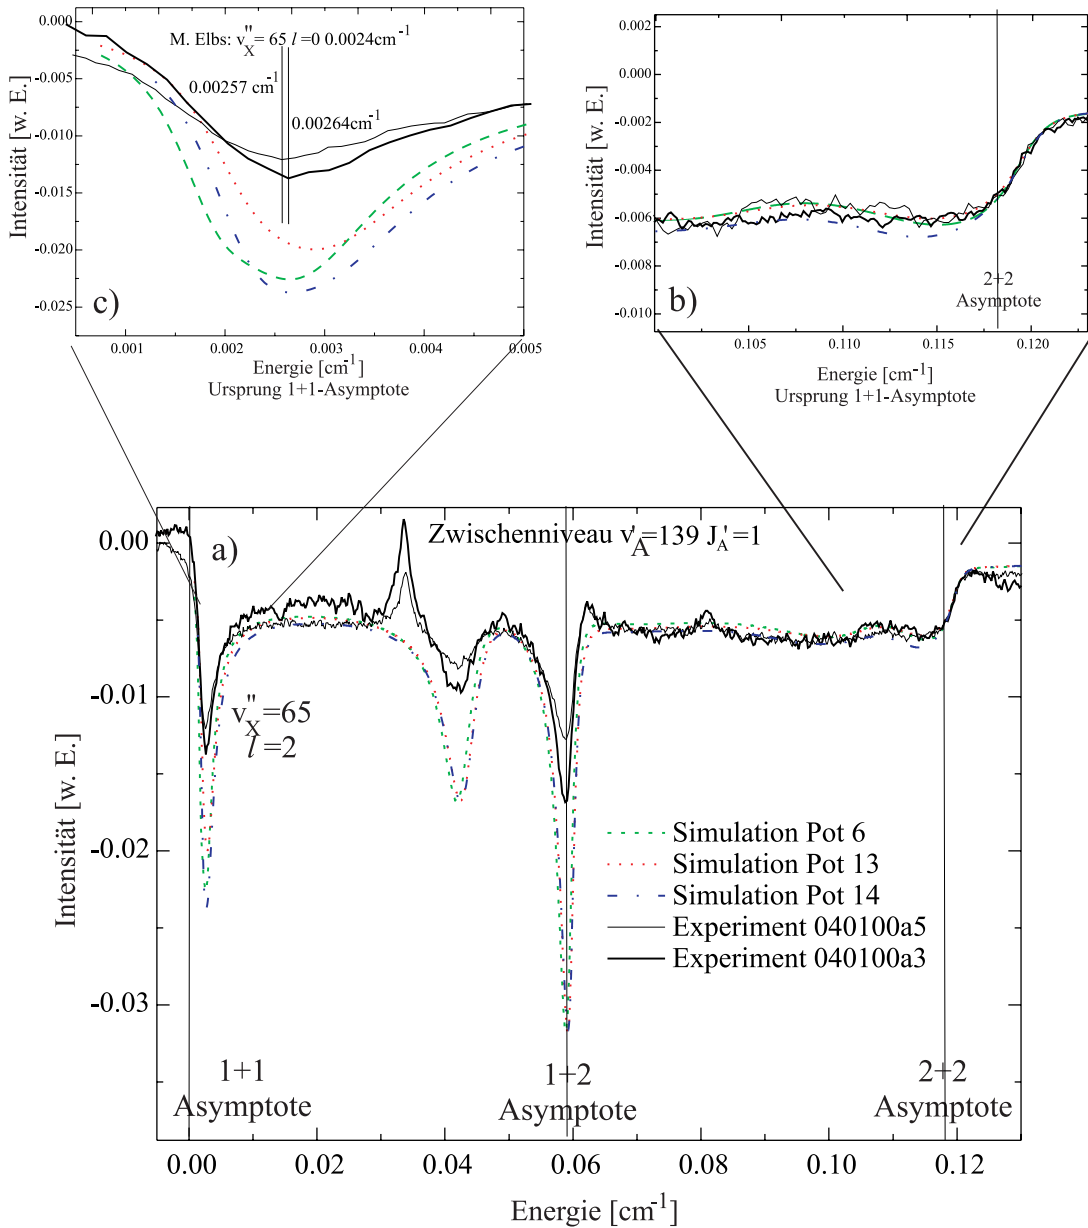 0.000
-0.005
-0.010
-0.015
-0.020
-0.025
Intensität [w. E.]
M. Elbs: v"X= 65 l =0 0.0024cm-1
0.00257 cm-1
0.00264cm-1
c)
0.001
0.002
0.003
0.004
0.005
Energie [cm-1]
Ursprung 1+1-Asymptote
-0.002
0.000
-0.002
-0.004
-0.006
-0.008
-0.010
Intensität [w. E.]
b)
2+2
Asymptote
0.105
0.110
0.115
0.120
Energie [cm-1]
Ursprung 1+1-Asymptote
a)
Zwischenniveau v'A=139 J'A=1
0.00
-0.01
-0.02
-0.03
Intensität [w. E.]
v"X=65
l =2
Simulation Pot 6
Simulation Pot 13
Simulation Pot 14
Experiment 040100a5
Experiment 040100a3
1+1
Asymptote
1+2
Asymptote
2+2
Asymptote
0.00
0.02
0.04
0.06
0.08
0.10
0.12
Energie [cm-1]